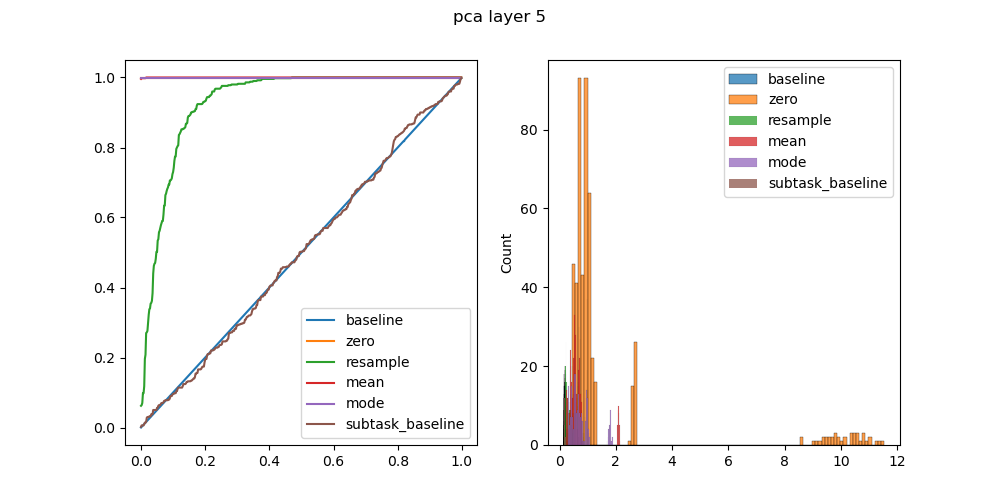 pca layer 5
1.0
0.8
0.6
0.4
0.2
0.0
0.0 0.2 0.4 0.6 0.8 1.0
baseline
zero
resample
mean
mode
subtask_baseline
Count
80
60
40
20
0
0 2 4 6 8 10 12
baseline
zero
resample
mean
mode
subtask_baseline